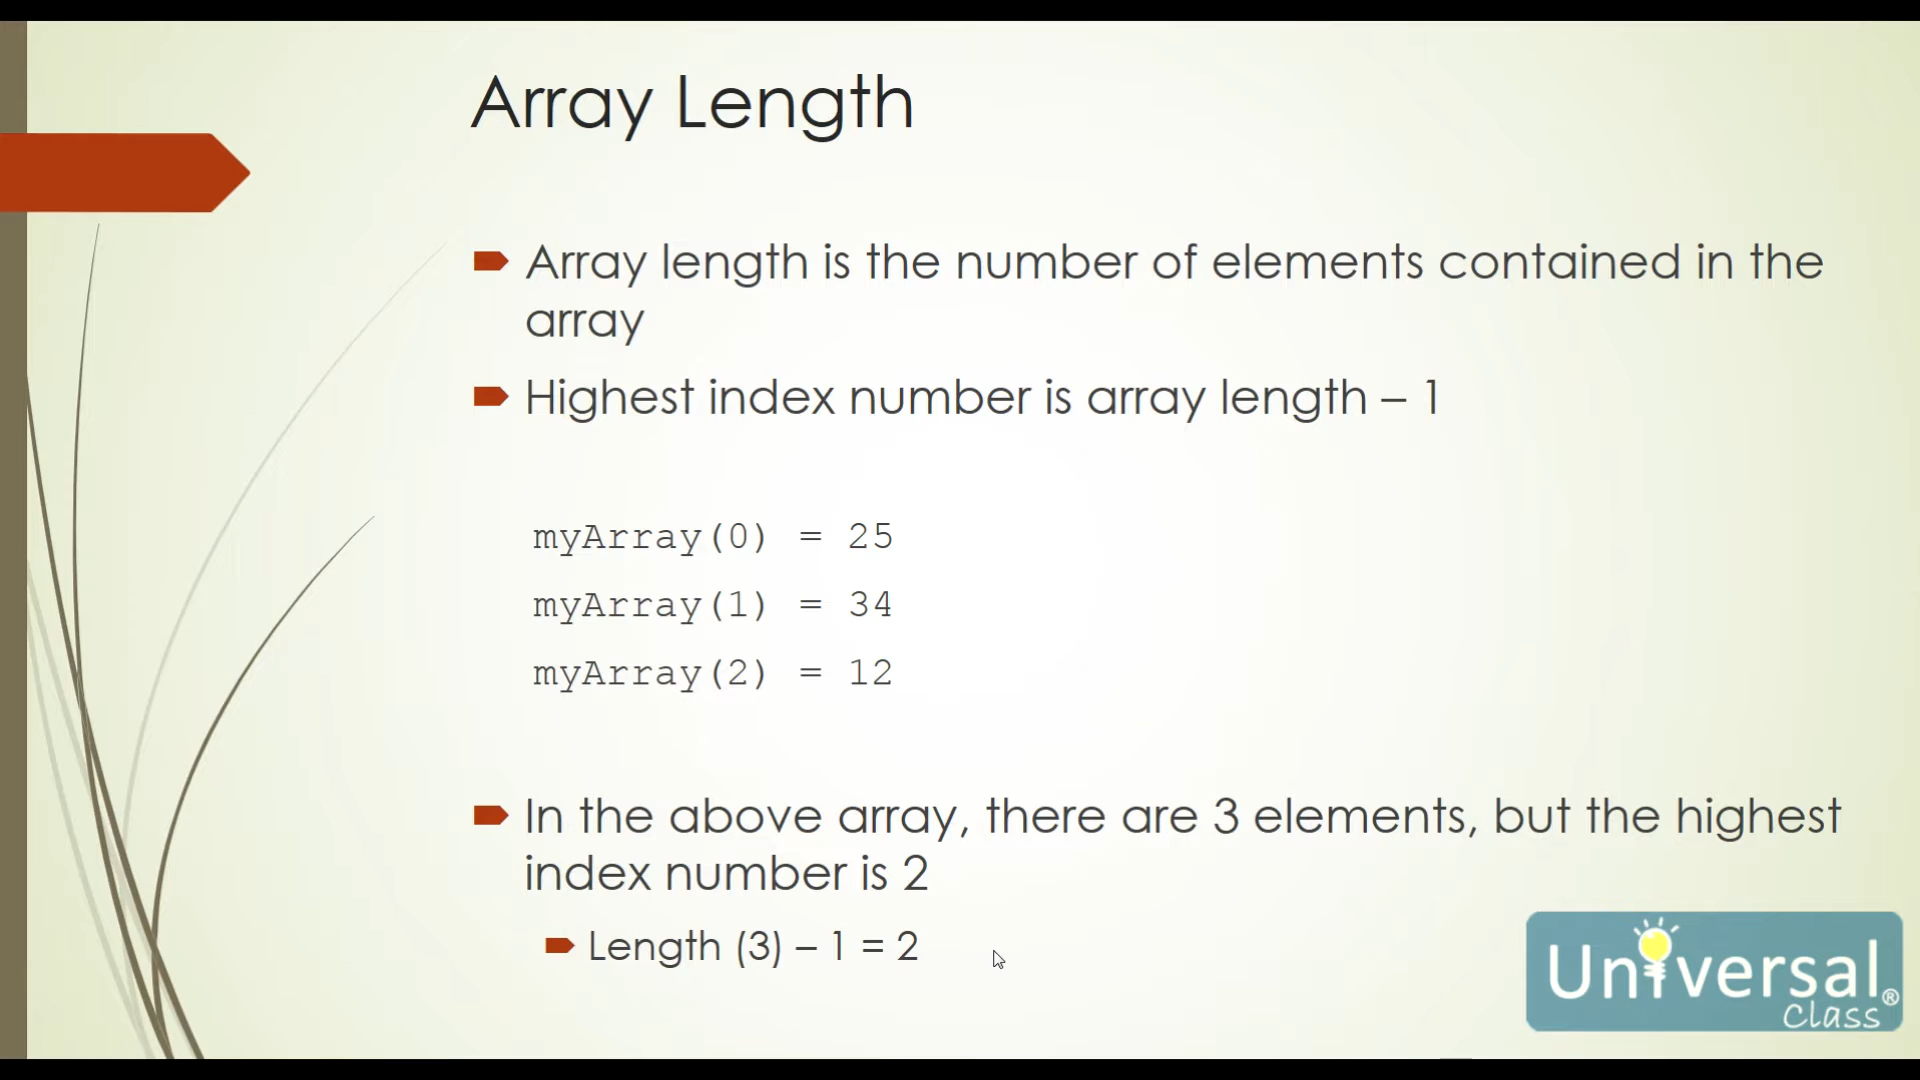 Array Length
Array length is the number of elements contained in the
array
Highest index number is array length – 1
myArray(0) = 25
myArray(1) = 34
myArray(2) = 12
In the above array, there are 3 elements, but the highest
index number is 2
Length (3) – 1 = 2
Universal®
Class